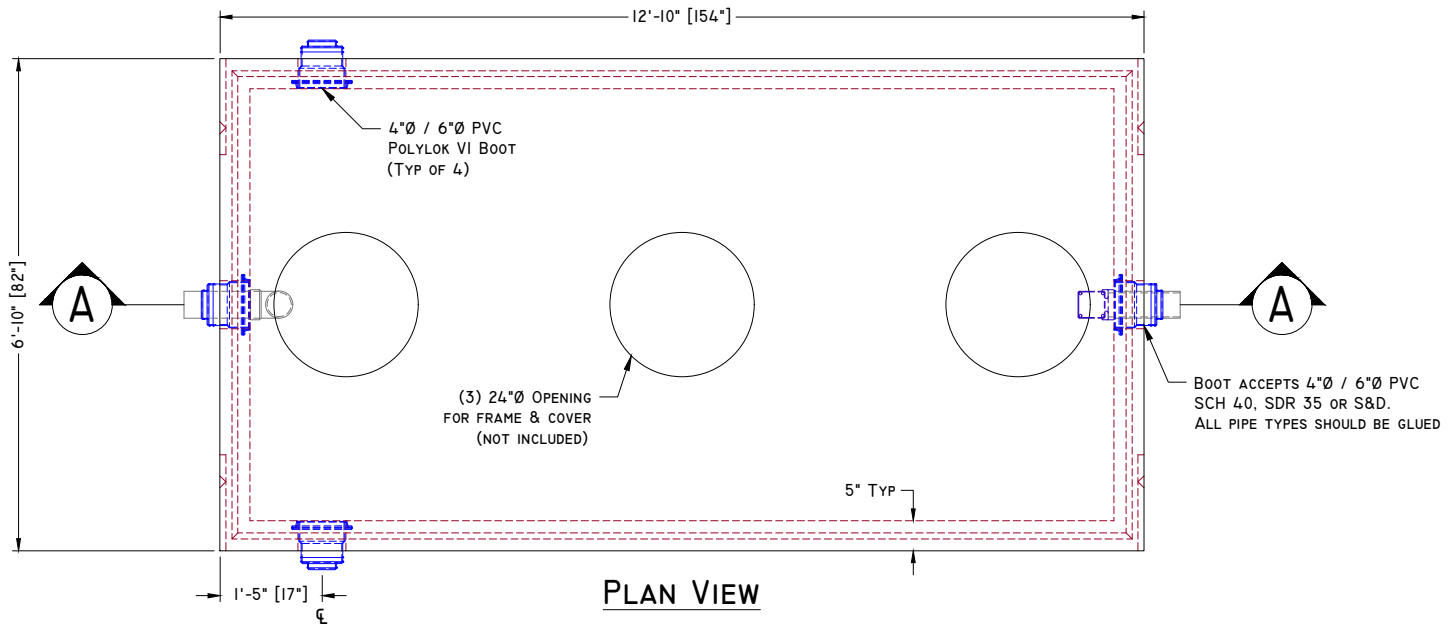 12'-10" [154"]
4"Ø / 6"Ø PVC
POLYLOK VI BOOT
(TYP OF 4)
6'-10" [82"]
A
A
(3) 24"Ø OPENING
FOR FRAME & COVER
(NOT INCLUDED)
BOOT ACCEPTS 4"Ø / 6"Ø PVC
SCH 40, SDR 35 OR S&D.
ALL PIPE TYPES SHOULD BE GLUED
5" TYP
1'-5" [17"]
℄
PLAN VIEW